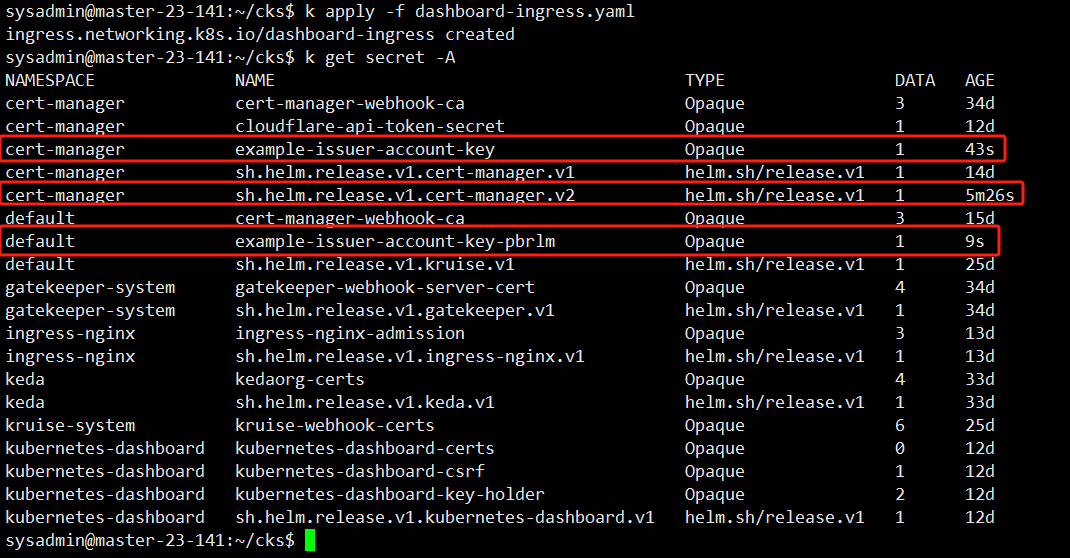 sysadmin@master-23-141:~/cks$ k apply -f dashboard-ingress.yaml
ingress.networking.k8s.io/dashboard-ingress created
sysadmin@master-23-141:~/cks$ k get secret -A
NAMESPACE NAME TYPE DATA AGE
cert-manager cert-manager-webhook-ca Opaque 3 34d
cert-manager cloudflare-api-token-secret Opaque 1 12d
cert-manager example-issuer-account-key Opaque 1 43s
cert-manager sh.helm.release.v1.cert-manager.v1 helm.sh/release.v1 1 14d
cert-manager sh.helm.release.v1.cert-manager.v2 helm.sh/release.v1 1 5m26s
default cert-manager-webhook-ca Opaque 3 15d
default example-issuer-account-key-pbrlm Opaque 1 9s
default sh.helm.release.v1.kruise.v1 helm.sh/release.v1 1 25d
gatekeeper-system gatekeeper-webhook-server-cert Opaque 4 34d
gatekeeper-system sh.helm.release.v1.gatekeeper.v1 helm.sh/release.v1 1 34d
ingress-nginx ingress-nginx-admission Opaque 3 13d
ingress-nginx sh.helm.release.v1.ingress-nginx.v1 helm.sh/release.v1 1 13d
keda kedaorg-certs Opaque 4 33d
keda sh.helm.release.v1.keda.v1 helm.sh/release.v1 1 33d
kruise-system kruise-webhook-certs Opaque 6 25d
kubernetes-dashboard kubernetes-dashboard-certs Opaque 0 12d
kubernetes-dashboard kubernetes-dashboard-csrf Opaque 1 12d
kubernetes-dashboard kubernetes-dashboard-key-holder Opaque 2 12d
kubernetes-dashboard sh.helm.release.v1.kubernetes-dashboard.v1 helm.sh/release.v1 1 12d
sysadmin@master-23-141:~/cks$